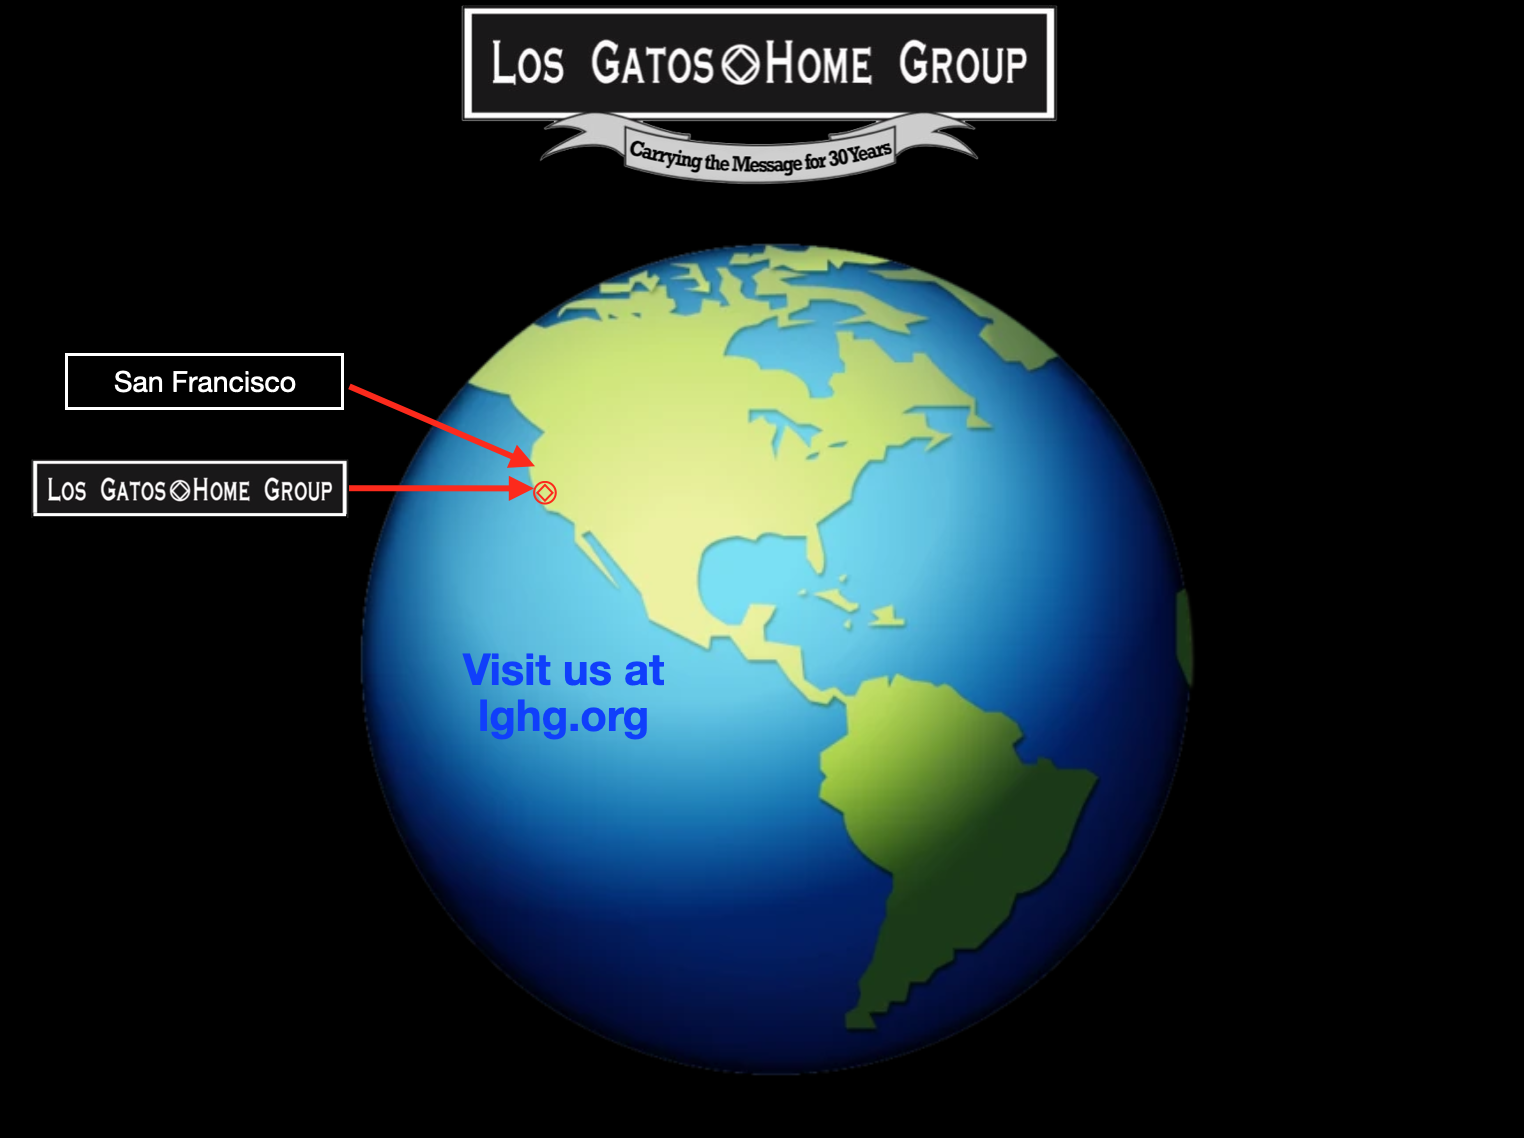 Los Gatos Home Group
Carrying the Message for 30 Years
San Francisco
Los Gatos Home Group
Visit us at
lghg.org